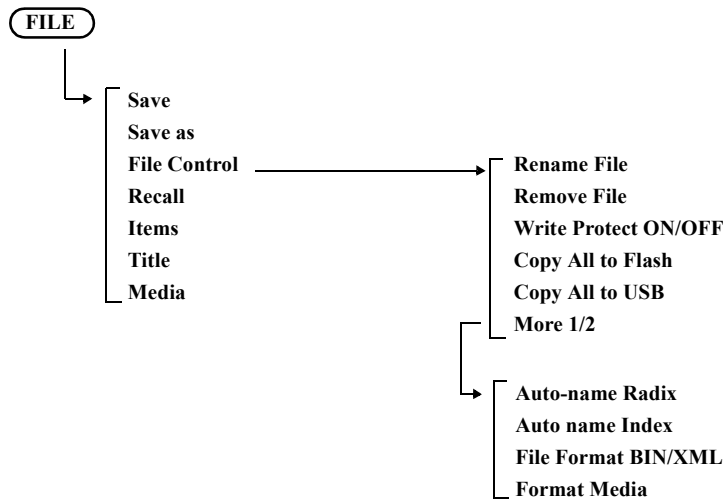 FILE
Save
Save as
File Control
Recall
Items
Title
Media
Rename File
Remove File
Write Protect ON/OFF
Copy All to Flash
Copy All to USB
More 1/2
Auto-name Radix
Auto name Index
File Format BIN/XML
Format Media